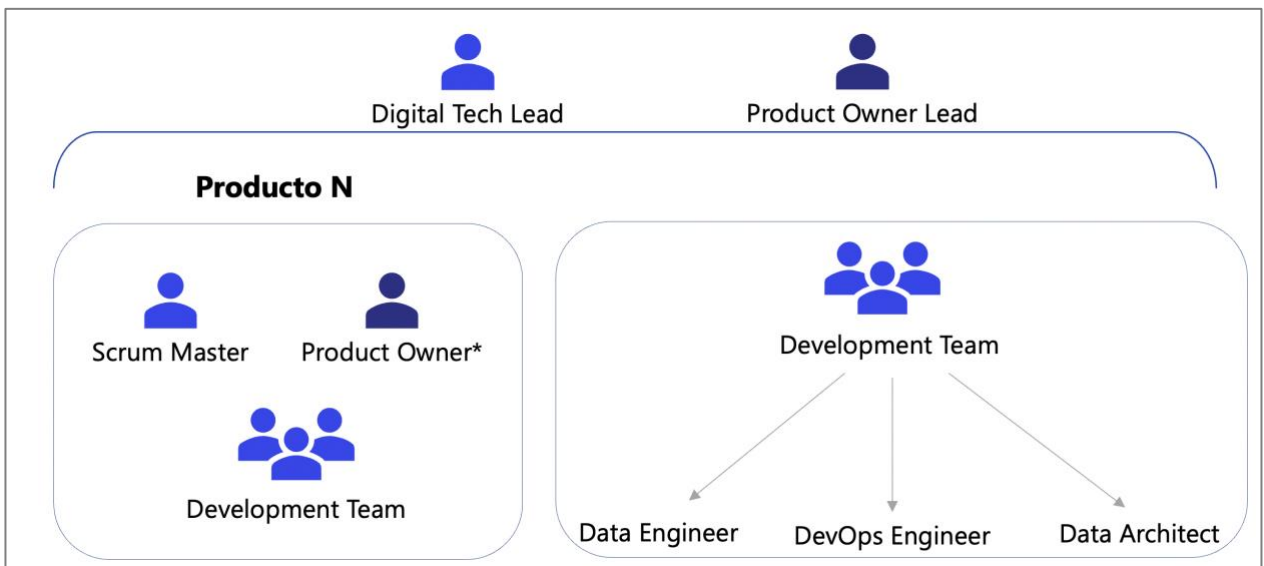 Digital Tech Lead
Product Owner Lead
Producto N
Scrum Master
Product Owner*
Development Team
Development Team
Data Engineer
DevOps Engineer
Data Architect